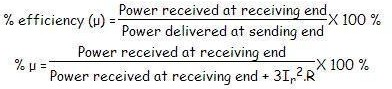 % efficiency (μ) = Power received at receiving end / Power delivered at sending end X 100 %
% μ = Power received at receiving end / Power received at receiving end + 3Iᵣ².R X 100 %